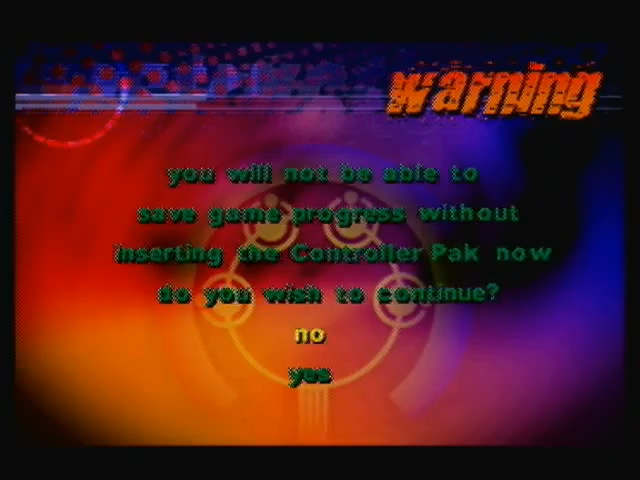 warning
you will not be able to
save game progress without
inserting the Controller Pak now
do you wish to continue?
no
yes